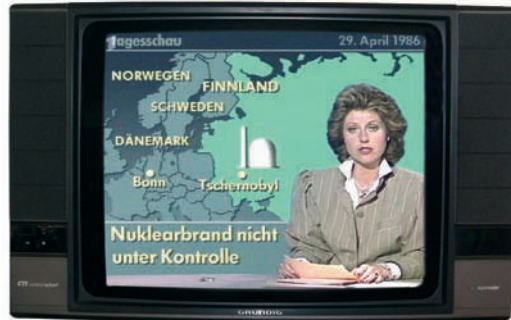 Tagesschau
29. April 1986
NORWEGEN
FINNLAND
SCHWEDEN
DÄNEMARK
Bonn
Tschernobyl
Nuklearbrand nicht
unter Kontrolle
GRUNDIG